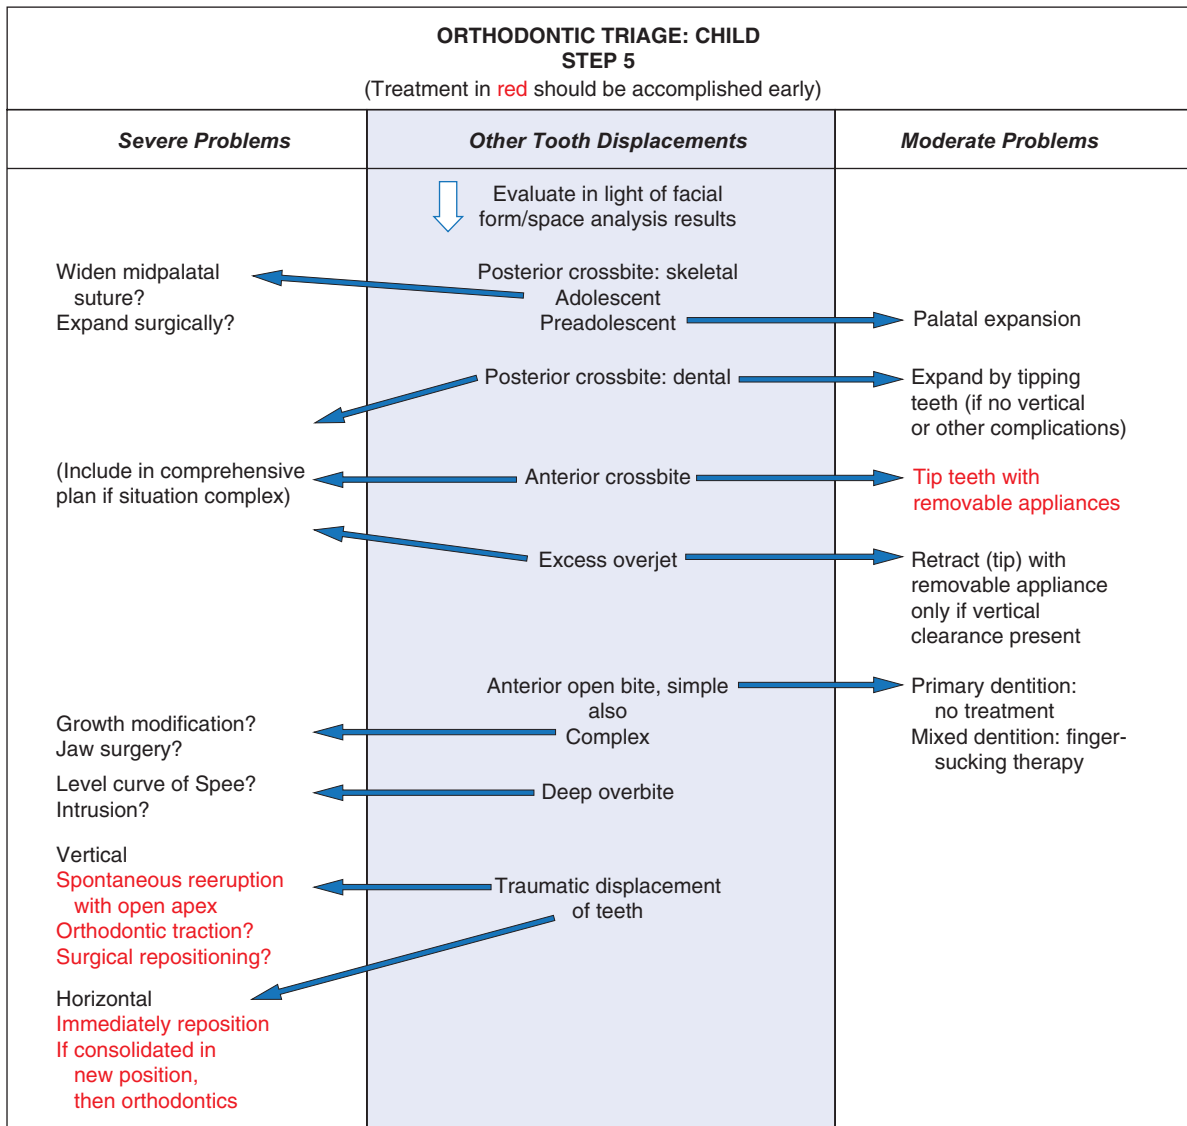 ORTHODONTIC TRIAGE: CHILD
STEP 5
(Treatment in red should be accomplished early)
Severe Problems
Other Tooth Displacements
Moderate Problems
Evaluate in light of facial
form/space analysis results
Widen midpalatal
suture?
Expand surgically?
Posterior crossbite: skeletal
Adolescent
Preadolescent
Palatal expansion
Posterior crossbite: dental
Expand by tipping
teeth (if no vertical
or other complications)
(Include in comprehensive
plan if situation complex)
Anterior crossbite
Tip teeth with
removable appliances
Excess overjet
Retract (tip) with
removable appliance
only if vertical
clearance present
Anterior open bite, simple
also
Complex
Primary dentition:
no treatment
Mixed dentition: finger-
sucking therapy
Growth modification?
Jaw surgery?
Level curve of Spee?
Intrusion?
Deep overbite
Vertical
Spontaneous reeruption
with open apex
Orthodontic traction?
Surgical repositioning?
Traumatic displacement
of teeth
Horizontal
Immediately reposition
If consolidated in
new position,
then orthodontics